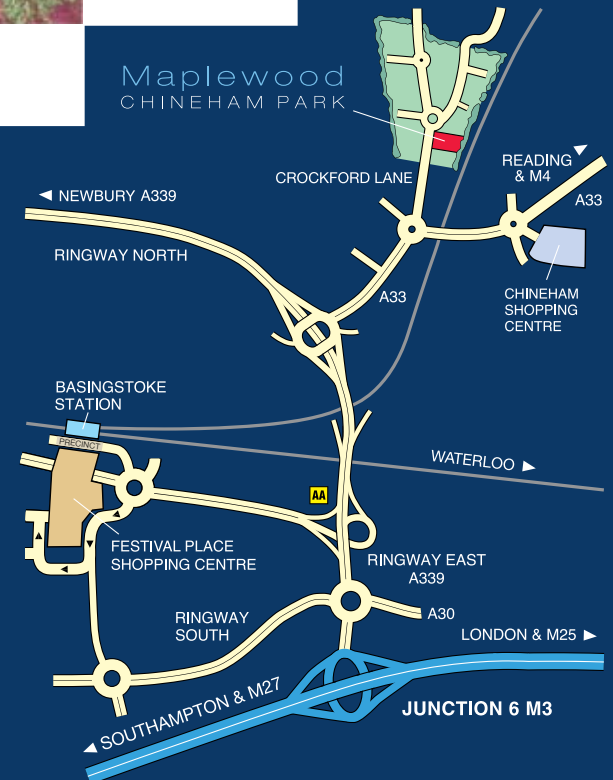 Maplewood
CHINEHAM PARK
CROCKFORD LANE
READING
& M4
A33
NEWBURY A339
RINGWAY NORTH
A33
CHINEHAM
SHOPPING
CENTRE
BASINGSTOKE
STATION
PRECINCT
WATERLOO
AA
FESTIVAL PLACE
SHOPPING CENTRE
RINGWAY EAST
A339
RINGWAY
SOUTH
A30
LONDON & M25
SOUTHAMPTON & M27
JUNCTION 6 M3